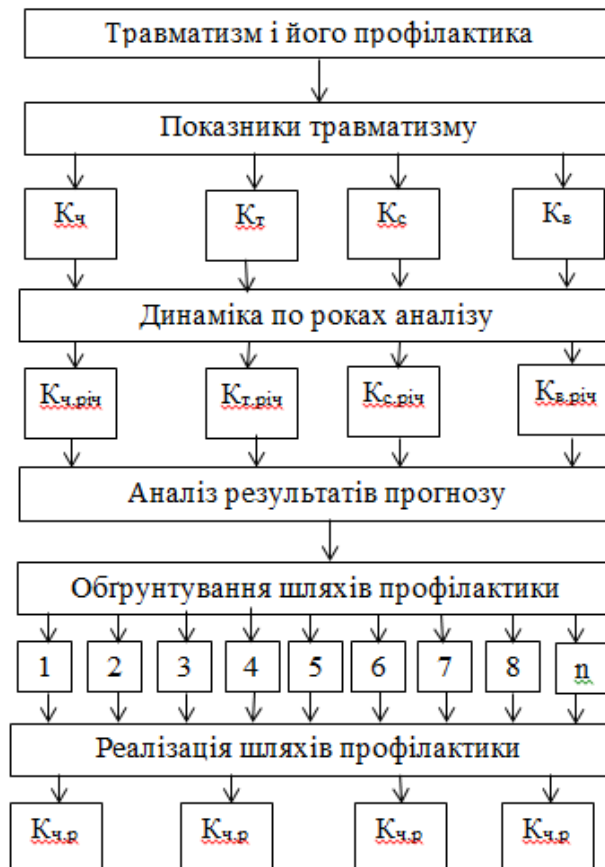 Травматизм і його профілактика
Показники травматизму
Кч Кт Кс Кв
Динаміка по роках аналізу
Кч.річ Кт.річ Кс.річ Кв.річ
Аналіз результатів прогнозу
Обґрунтування шляхів профілактики
1 2 3 4 5 6 7 8 n
Реалізація шляхів профілактики
Кч.р Кч.р Кч.р Кч.р